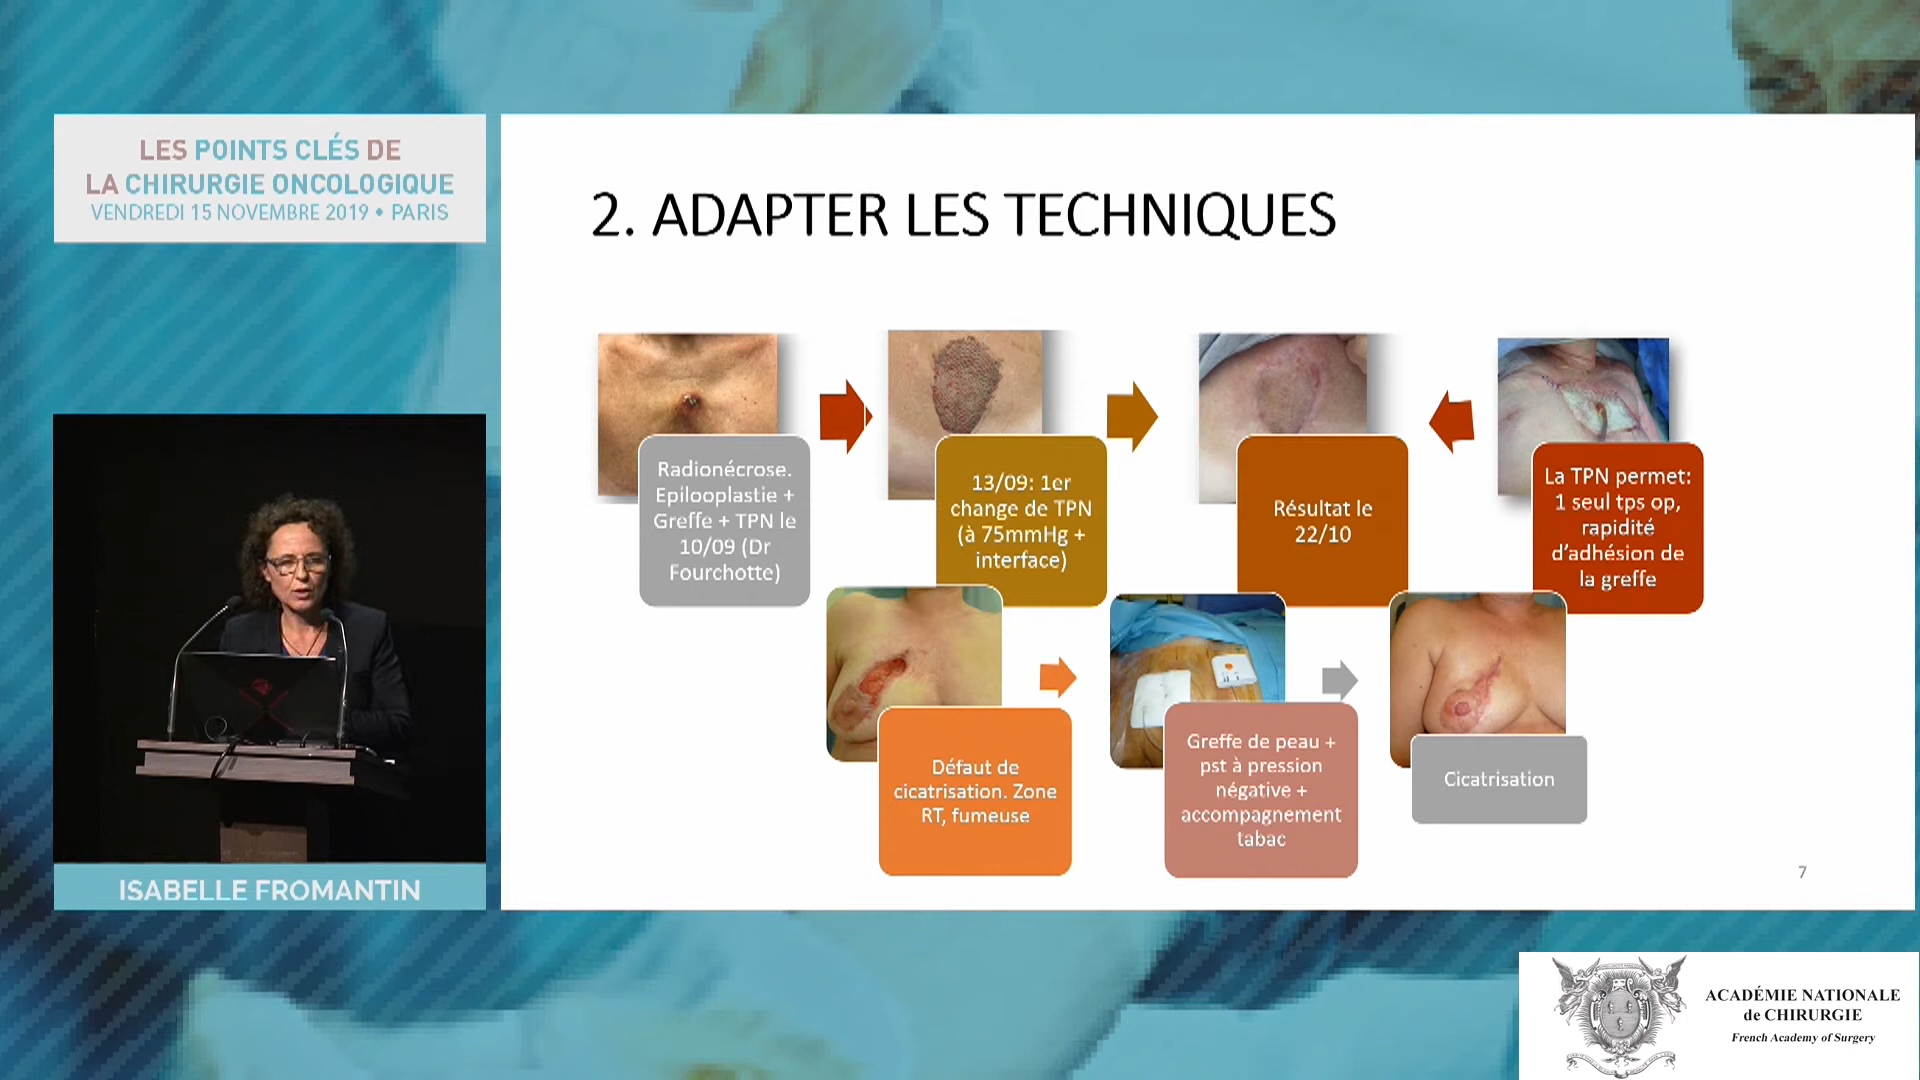 LES POINTS CLÉS DE
LA CHIRURGIE ONCOLOGIQUE
VENDREDI 15 NOVEMBRE 2019 • PARIS
2. ADAPTER LES TECHNIQUES
Radionécrose.
Epilooplastie +
Greffe + TPN le
10/09 (Dr
Fourchotte)
13/09: 1er
change de TPN
(à 75mmHg +
interface)
Résultat le
22/10
La TPN permet:
1 seul tps op,
rapidité
d’adhésion de
la greffe
Défaut de
cicatrisation. Zone
RT, fumeuse
Greffe de peau +
pst à pression
négative +
accompagnement
tabac
Cicatrisation
7
ISABELLE FROMANTIN
ACADÉMIE NATIONALE
de CHIRURGIE
French Academy of Surgery